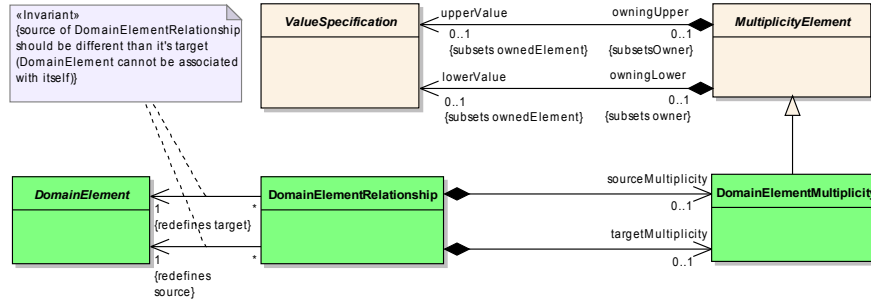 «Invariant»
{source of DomainElementRelationship
should be different than it's target
(DomainElement cannot be associated
with itself)}
ValueSpecification
upperValue
0..1
{subsets ownedElement}
owningUpper
0..1
{subsetsOwner}
lowerValue
0..1
{subsets ownedElement}
owningLower
0..1
{subsets owner}
MultiplicityElement
DomainElement
1
{redefines target}
*
1
{redefines
source}
*
DomainElementRelationship
sourceMultiplicity
0..1
targetMultiplicity
0..1
DomainElementMultiplicity